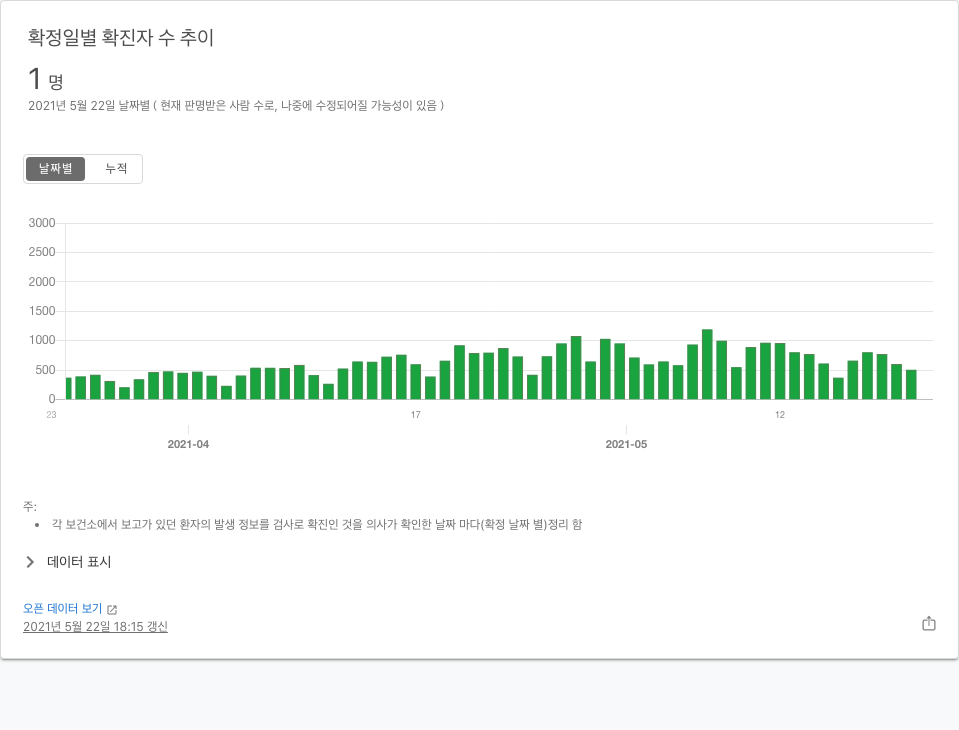 확정일별 확진자 수 추이
1 명
2021년 5월 22일 날짜별 ( 현재 판명받은 사람 수로, 나중에 수정되어질 가능성이 있음 )
날짜별 누적
3000
2500
2000
1500
1000
500
0
23 17 12
2021-04 2021-05
주:
• 각 보건소에서 보고가 있던 환자의 발생 정보를 검사로 확진인 것을 의사가 확인한 날짜 마다(확정 날짜 별)정리 함
데이터 표시
오픈 데이터 보기
2021년 5월 22일 18:15 갱신